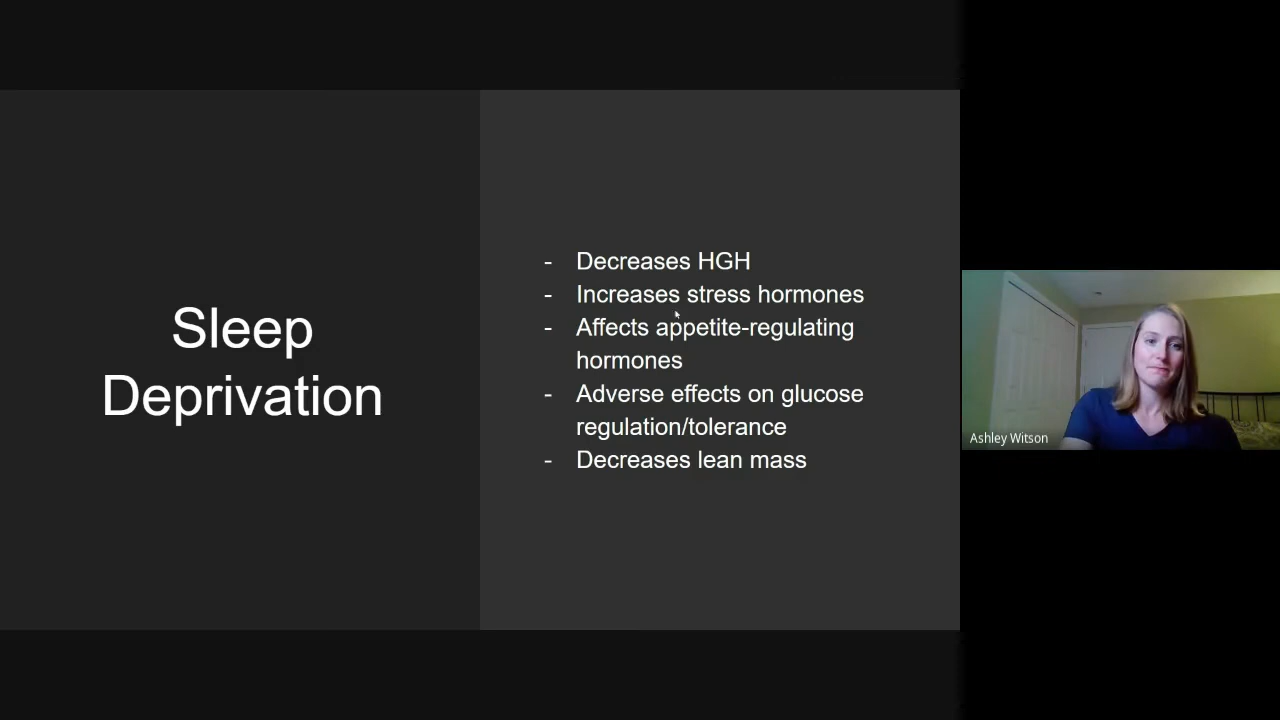 Sleep
Deprivation
- Decreases HGH
- Increases stress hormones
- Affects appetite-regulating
hormones
- Adverse effects on glucose
regulation/tolerance
- Decreases lean mass
Ashley Witson